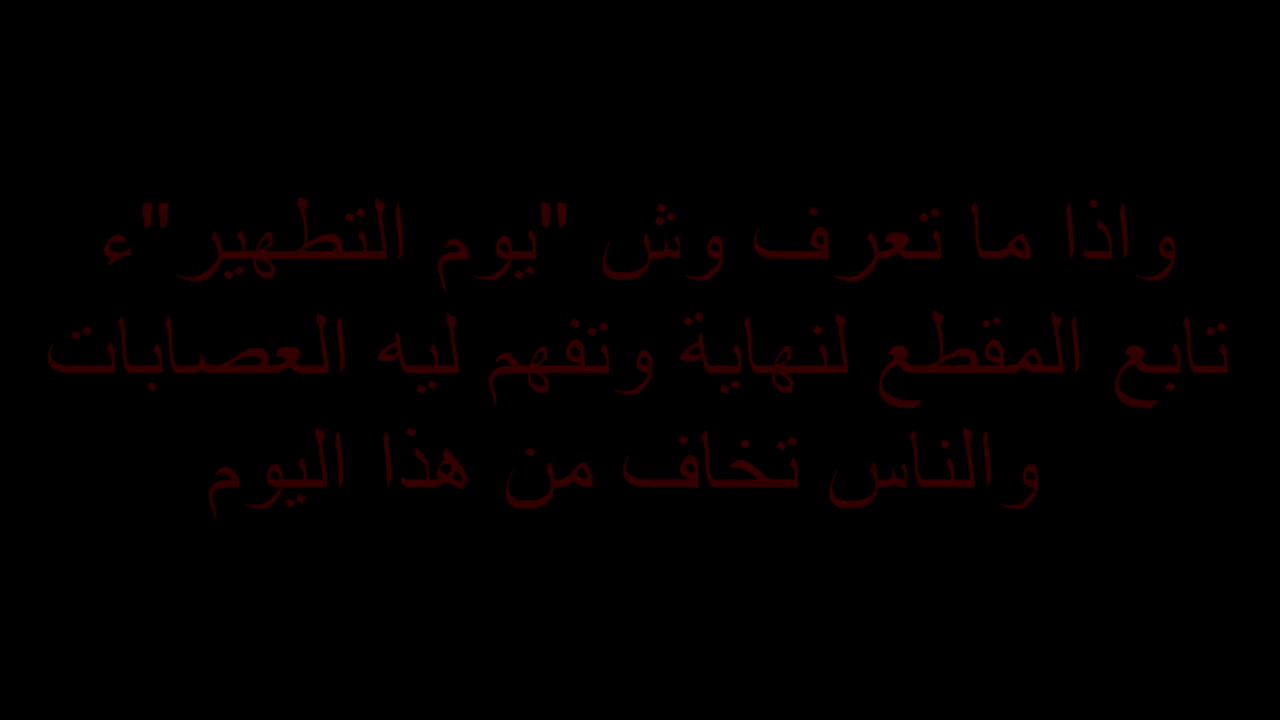 واذا ما تعرف وش "يوم التطهير"ء
تابع المقطع لنهاية وتفهم ليه العصابات
والناس تخاف من هذا اليوم